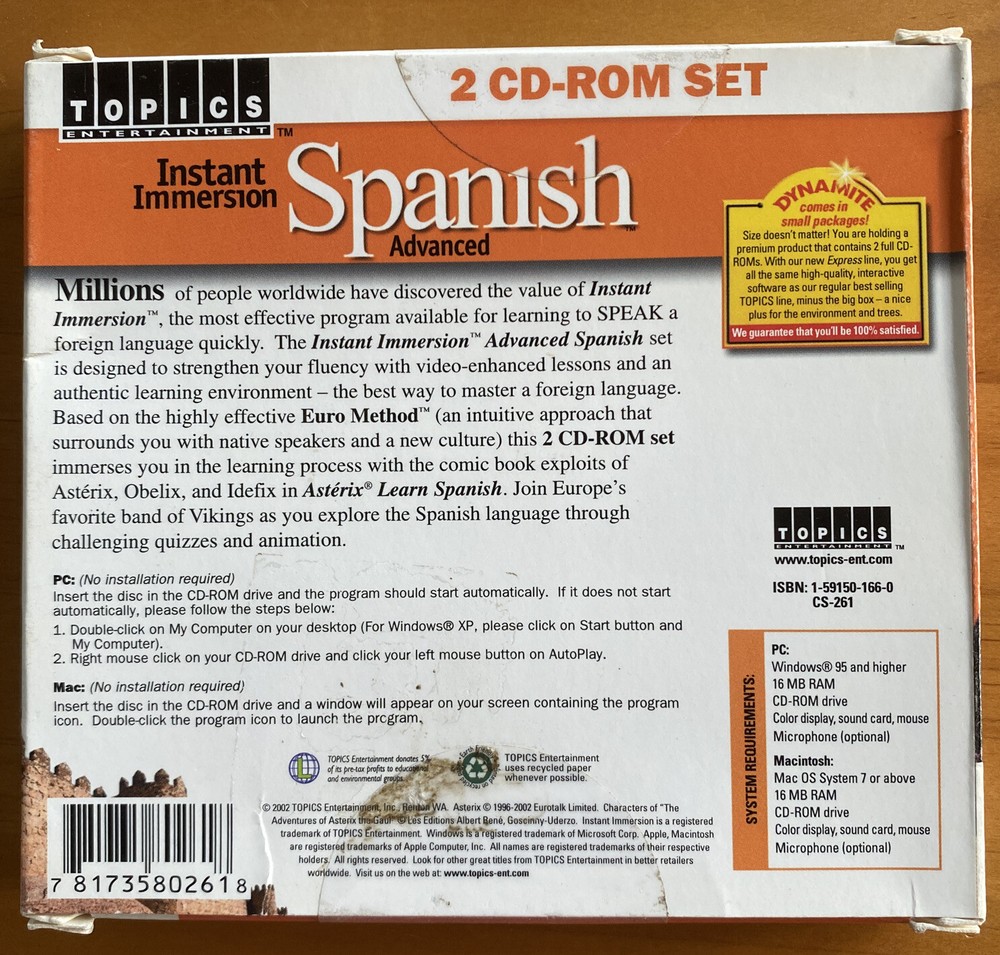 TOPICS
ENTERTAINMENT ™
2 CD-ROM SET
Instant
Immersion
Spanish™
Advanced
DYNAMITE
comes in
small packages!
Size doesn't matter! You are holding a
premium product that contains 2 full CD-
ROMs. With our new Express line, you get
all the same high-quality, interactive
software as our regular best selling
TOPICS line, minus the big box – a nice
plus for the environment and trees.
We guarantee that you'll be 100% satisfied.
Millions of people worldwide have discovered the value of Instant
Immersion™, the most effective program available for learning to SPEAK a
foreign language quickly. The Instant Immersion™ Advanced Spanish set
is designed to strengthen your fluency with video-enhanced lessons and an
authentic learning environment – the best way to master a foreign language.
Based on the highly effective Euro Method™ (an intuitive approach that
surrounds you with native speakers and a new culture) this 2 CD-ROM set
immerses you in the learning process with the comic book exploits of
Astérix, Obelix, and Idefix in Astérix® Learn Spanish. Join Europe's
favorite band of Vikings as you explore the Spanish language through
challenging quizzes and animation.
PC: (No installation required)
Insert the disc in the CD-ROM drive and the program should start automatically. If it does not start
automatically, please follow the steps below:
1. Double-click on My Computer on your desktop (For Windows® XP, please click on Start button and
My Computer).
2. Right mouse click on your CD-ROM drive and click your left mouse button on AutoPlay.
Mac: (No installation required)
Insert the disc in the CD-ROM drive and a window will appear on your screen containing the program
icon. Double-click the program icon to launch the program.
TOPICS
ENTERTAINMENT ™
www.topics-ent.com
ISBN: 1-59150-166-0
CS-261
SYSTEM REQUIREMENTS:
PC:
Windows® 95 and higher
16 MB RAM
CD-ROM drive
Color display, sound card, mouse
Microphone (optional)
Macintosh:
Mac OS System 7 or above
16 MB RAM
CD-ROM drive
Color display, sound card, mouse
Microphone (optional)
TOPICS Entertainment donates 5%
of its pre-tax profits to educational
and environmental groups.
TOPICS Entertainment
uses recycled paper
whenever possible.
© 2002 TOPICS Entertainment, Inc. Renton WA. Asterix © 1996-2002 Eurotalk Limited. Characters of "The
Adventures of Asterix the Gaul" © Les Editions Albert René, Goscinny-Uderzo. Instant Immersion is a registered
trademark of TOPICS Entertainment. Windows is a registered trademark of Microsoft Corp. Apple, Macintosh
are registered trademarks of Apple Computer, Inc. All names are registered trademarks of their respective
holders. All rights reserved. Look for other great titles from TOPICS Entertainment in better retailers
worldwide. Visit us on the web at: www.topics-ent.com
7 81735 80261 8